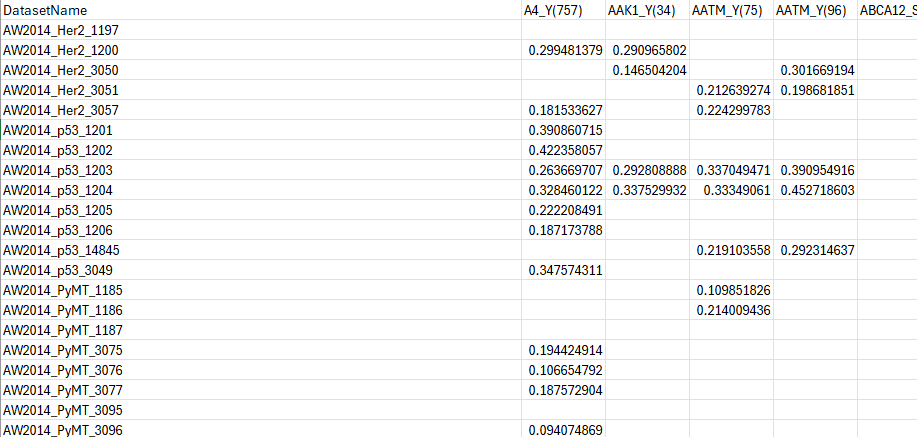 DatasetName A4_Y(757) AAK1_Y(34) AATM_Y(75) AATM_Y(96) ABCA12_S
AW2014_Her2_1197
AW2014_Her2_1200 0.299481379 0.290965802
AW2014_Her2_3050 0.146504204 0.301669194
AW2014_Her2_3051 0.212639274 0.198681851
AW2014_Her2_3057 0.181533627 0.224299783
AW2014_p53_1201 0.390860715
AW2014_p53_1202 0.422358057
AW2014_p53_1203 0.263669707 0.292808888 0.337049471 0.390954916
AW2014_p53_1204 0.328460122 0.337529932 0.33349061 0.452718603
AW2014_p53_1205 0.222208491
AW2014_p53_1206 0.187173788
AW2014_p53_14845 0.219103558 0.292314637
AW2014_p53_3049 0.347574311
AW2014_PyMT_1185 0.109851826
AW2014_PyMT_1186 0.214009436
AW2014_PyMT_1187
AW2014_PyMT_3075 0.194424914
AW2014_PyMT_3076 0.106654792
AW2014_PyMT_3077 0.187572904
AW2014_PyMT_3095
AW2014_PyMT_3096 0.094074869